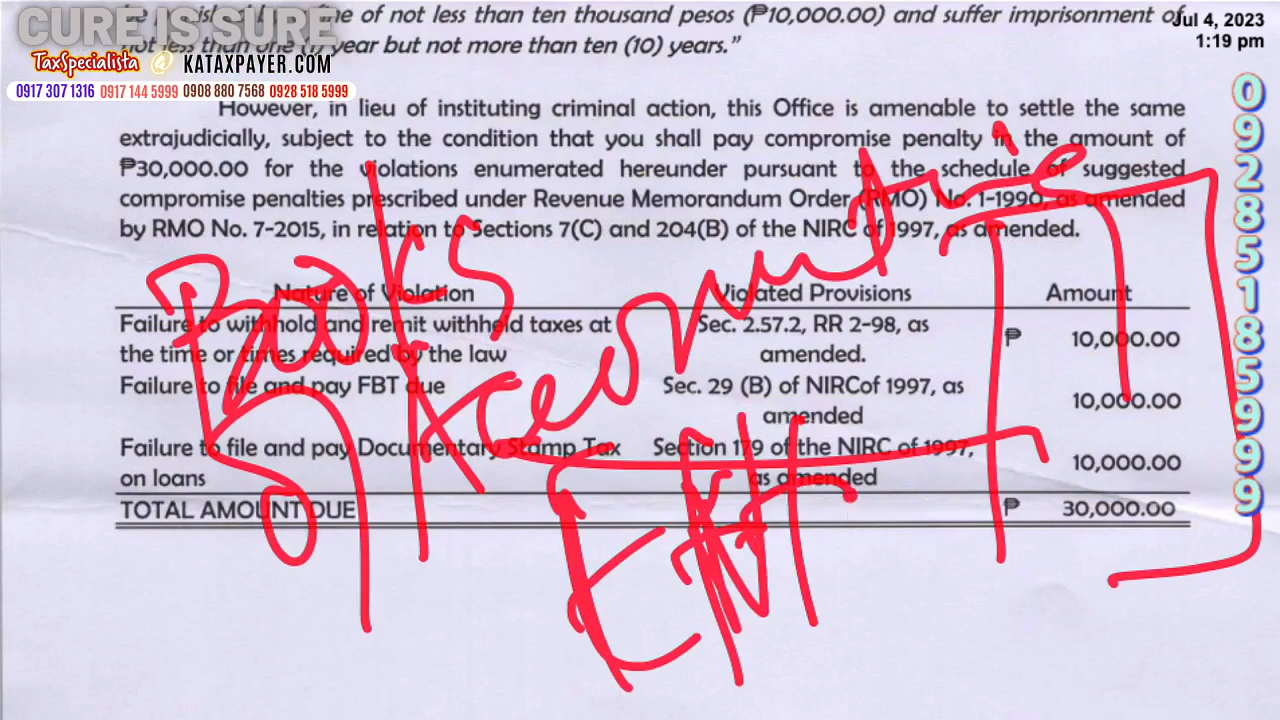 CURE IS SURE
TaxSpecialista @ KATAXPAYER.COM
0917 307 1316 0917 144 5999 0908 880 7568 0928 518 5999
Jul 4, 2023
1:19 pm
09285185999
fine of not less than ten thousand pesos (₱10,000.00) and suffer imprisonment of
not less than one (1) year but not more than ten (10) years.”
However, in lieu of instituting criminal action, this Office is amenable to settle the same
extrajudicially, subject to the condition that you shall pay compromise penalty in the amount of
₱30,000.00 for the violations enumerated hereunder pursuant to the schedule of suggested
compromise penalties prescribed under Revenue Memorandum Order (RMO) No. 1-1990, as amended
by RMO No. 7-2015, in relation to Sections 7(C) and 204(B) of the NIRC of 1997, as amended.
Nature of Violation Violated Provisions Amount
Failure to withhold and remit withheld taxes at Sec. 2.57.2, RR 2-98, as ₱ 10,000.00
the time or times required by the law amended.
Failure to file and pay FBT due Sec. 29 (B) of NIRCof 1997, as 10,000.00
amended
Failure to file and pay Documentary Stamp Tax Section 179 of the NIRC of 1997, 10,000.00
on loans as amended
TOTAL AMOUNT DUE ₱ 30,000.00
Books
of